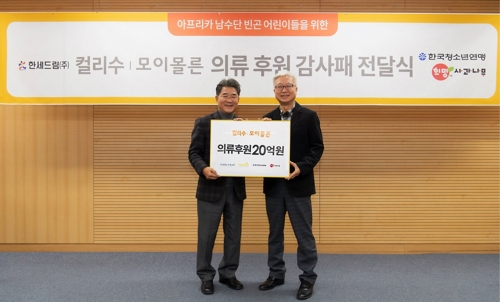 아프리카 남수단 빈곤 어린이들을 위한
한세드림(주) 컬리수 | 모이몰른 의류 후원 감사패 전달식
한국청소년연맹
희망 사과나무
컬리수 · 모이몰른
의류후원20억원